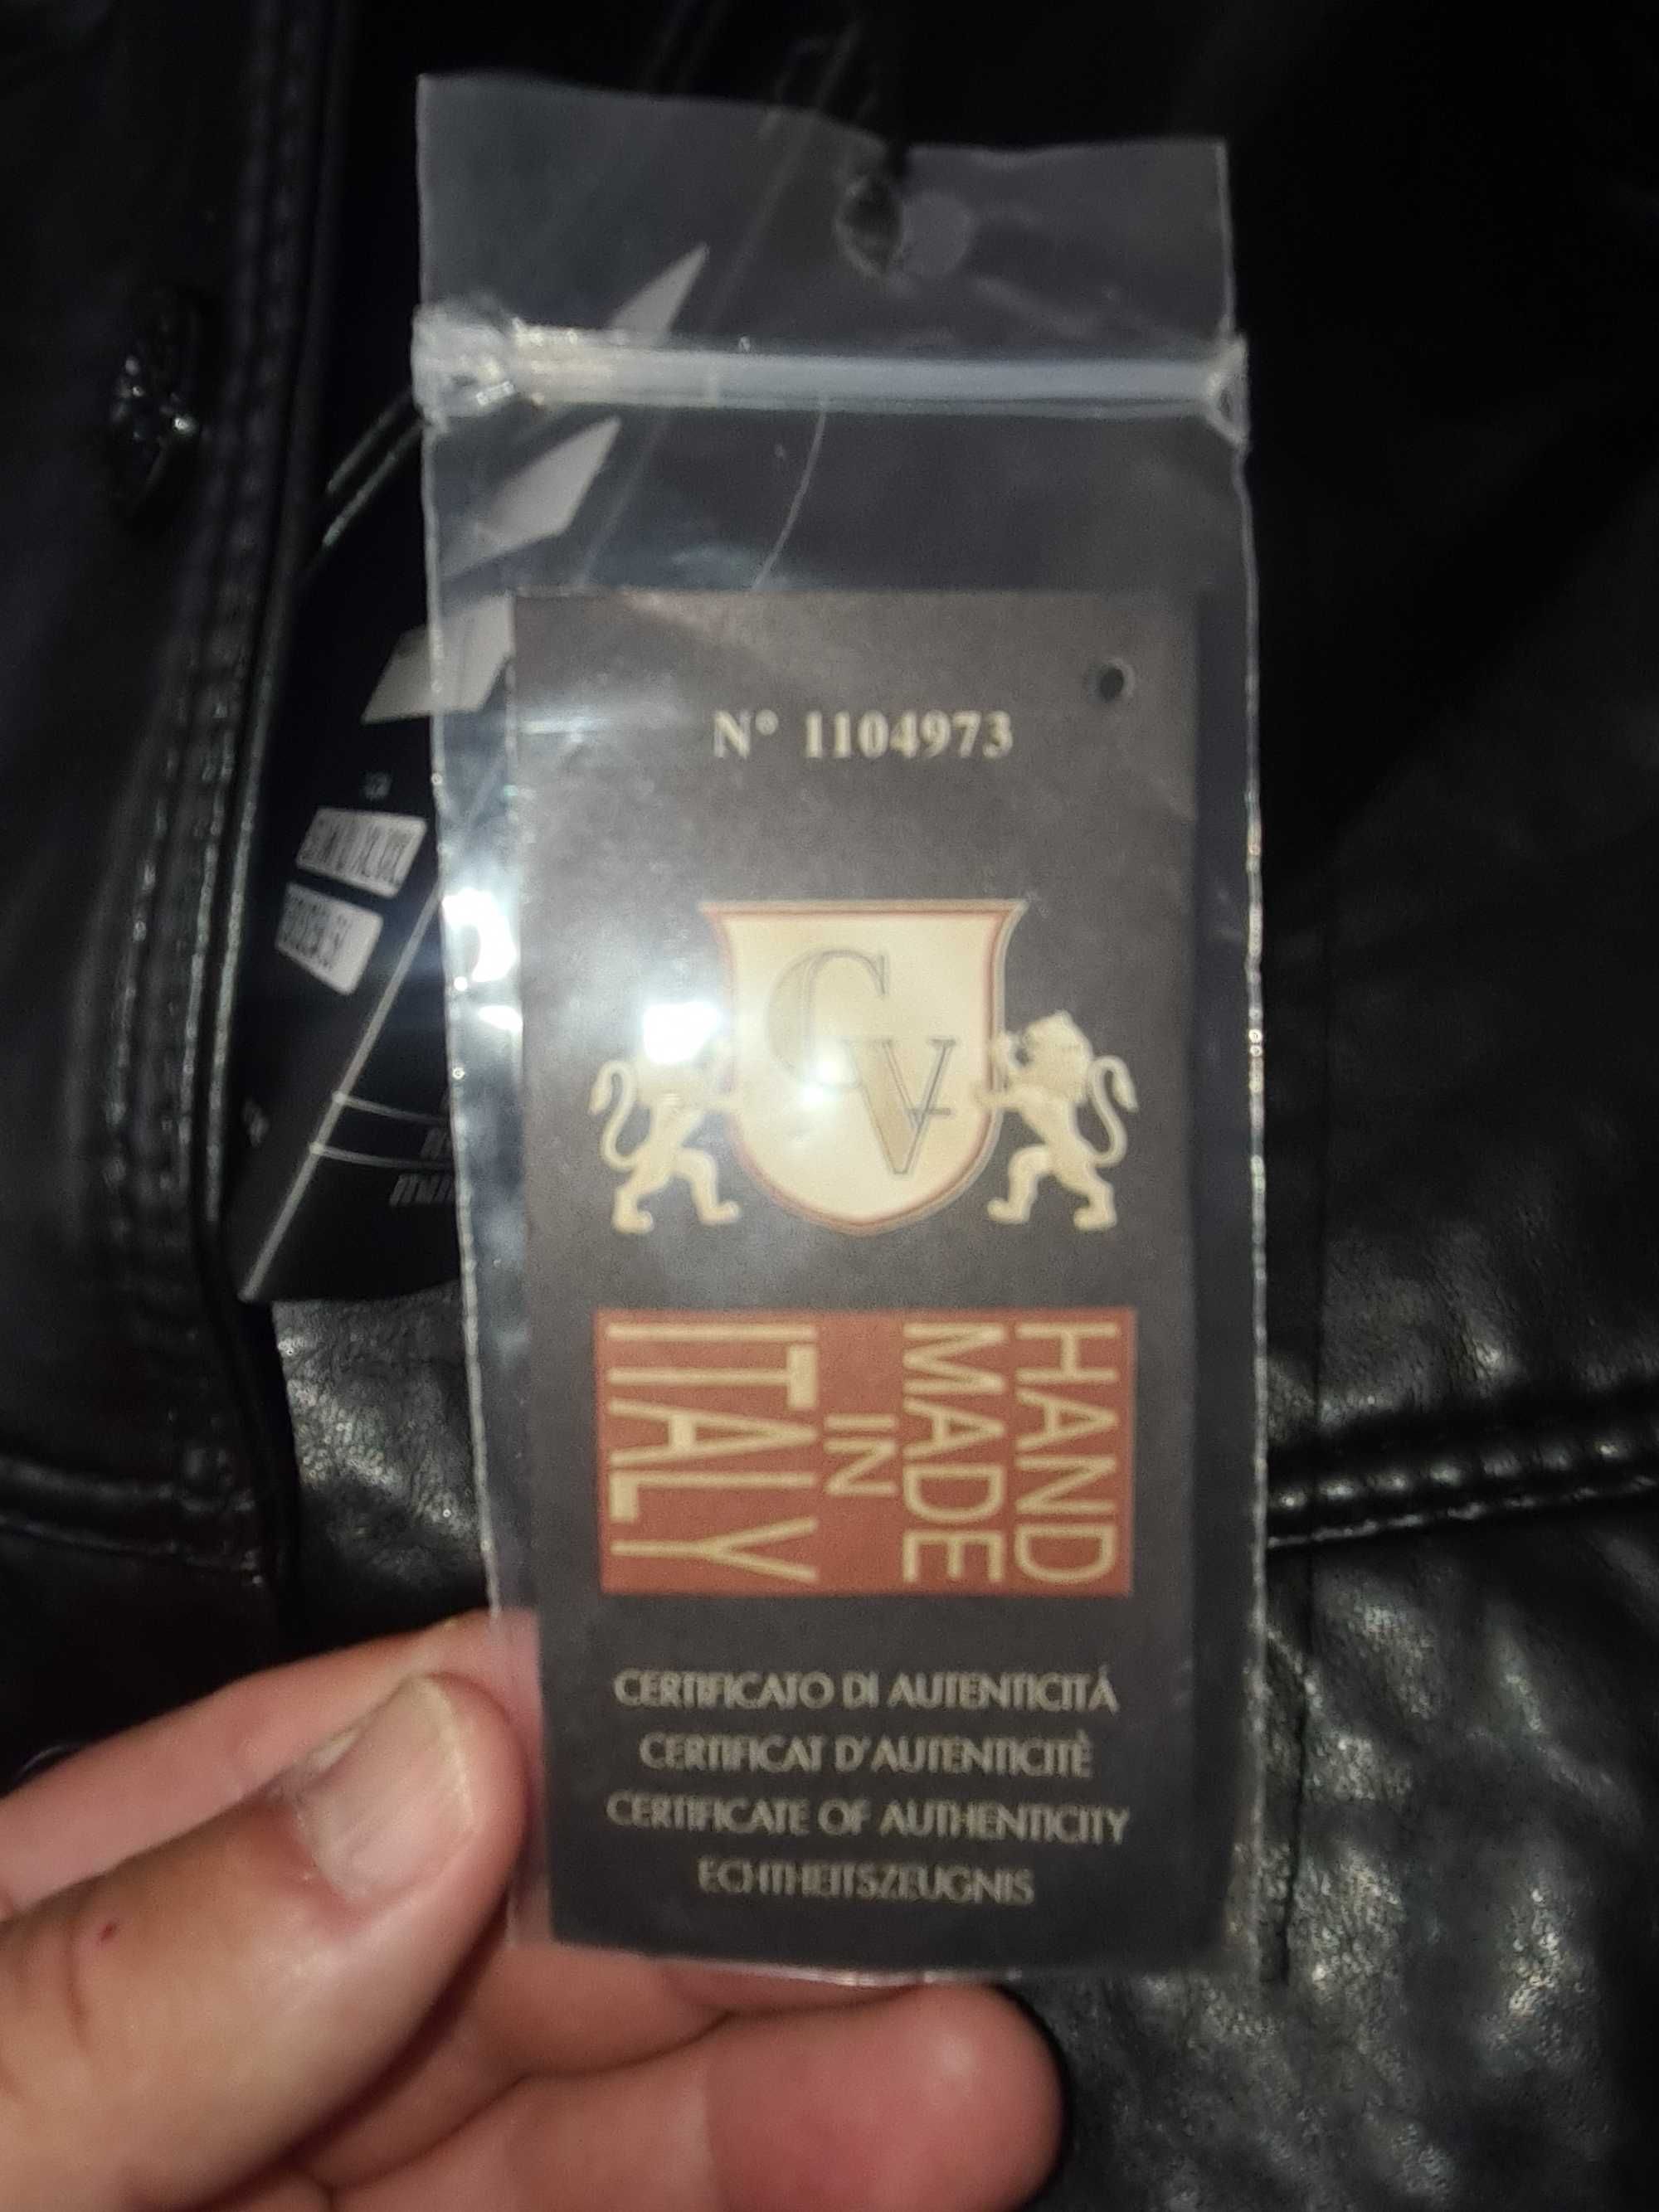 N° 1104973
CV
HAND
MADE
IN
ITALY
CERTIFICATO DI AUTENTICITÁ
CERTIFICAT D'AUTENTICITÈ
CERTIFICATE OF AUTHENTICITY
ECHTHEITSZEUGNIS